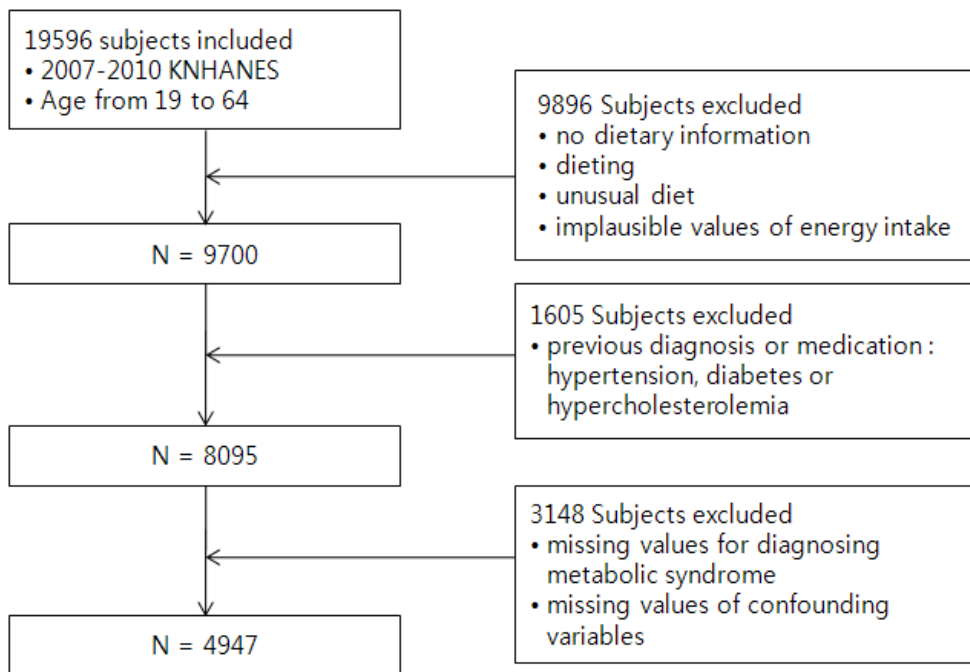 19596 subjects included
• 2007-2010 KNHANES
• Age from 19 to 64
9896 Subjects excluded
• no dietary information
• dieting
• unusual diet
• implausible values of energy intake
N = 9700
1605 Subjects excluded
• previous diagnosis or medication :
hypertension, diabetes or
hypercholesterolemia
N = 8095
3148 Subjects excluded
• missing values for diagnosing
metabolic syndrome
• missing values of confounding
variables
N = 4947